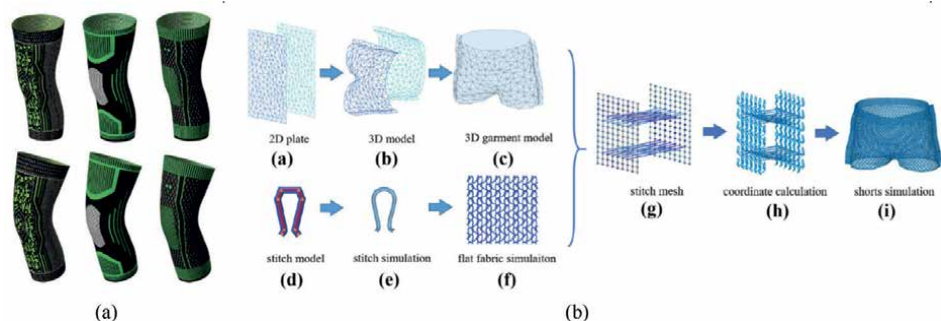 2D plate
3D model
3D garment model
(a)
(b)
(c)
stitch model
stitch simulation
flat fabric simulaiton
(d)
(e)
(f)
stitch mesh
coordinate calculation
shorts simulation
(g)
(h)
(i)
(a)
(b)